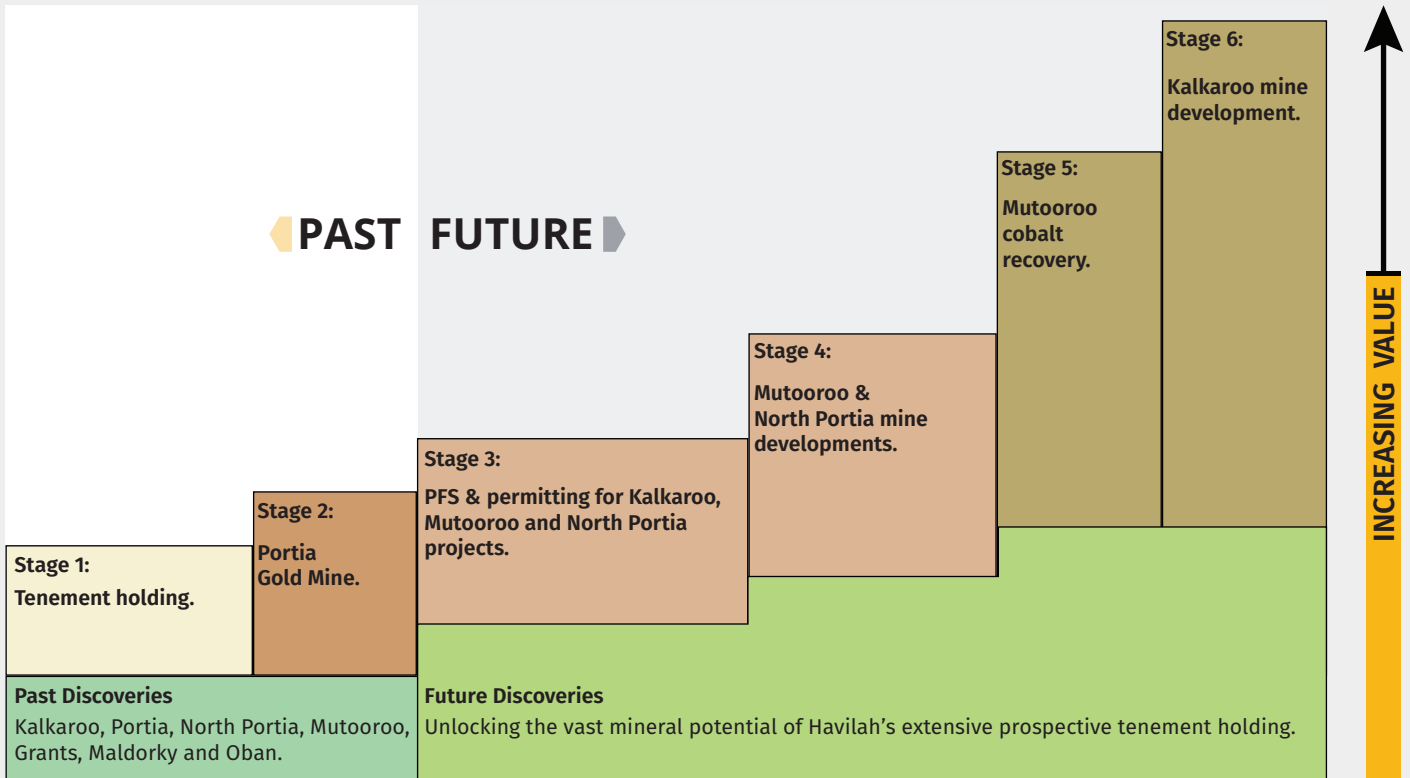 Stage 6:
Kalkaroo mine
development.
Stage 5:
Mutooroo
cobalt
recovery.
PAST FUTURE
Stage 4:
Mutooroo &
North Portia mine
developments.
Stage 3:
PFS & permitting for Kalkaroo,
Mutooroo and North Portia
projects.
Stage 2:
Portia
Gold Mine.
Stage 1:
Tenement holding.
Past Discoveries
Kalkaroo, Portia, North Portia, Mutooroo,
Grants, Maldorky and Oban.
Future Discoveries
Unlocking the vast mineral potential of Havilah’s extensive prospective tenement holding.
INCREASING VALUE